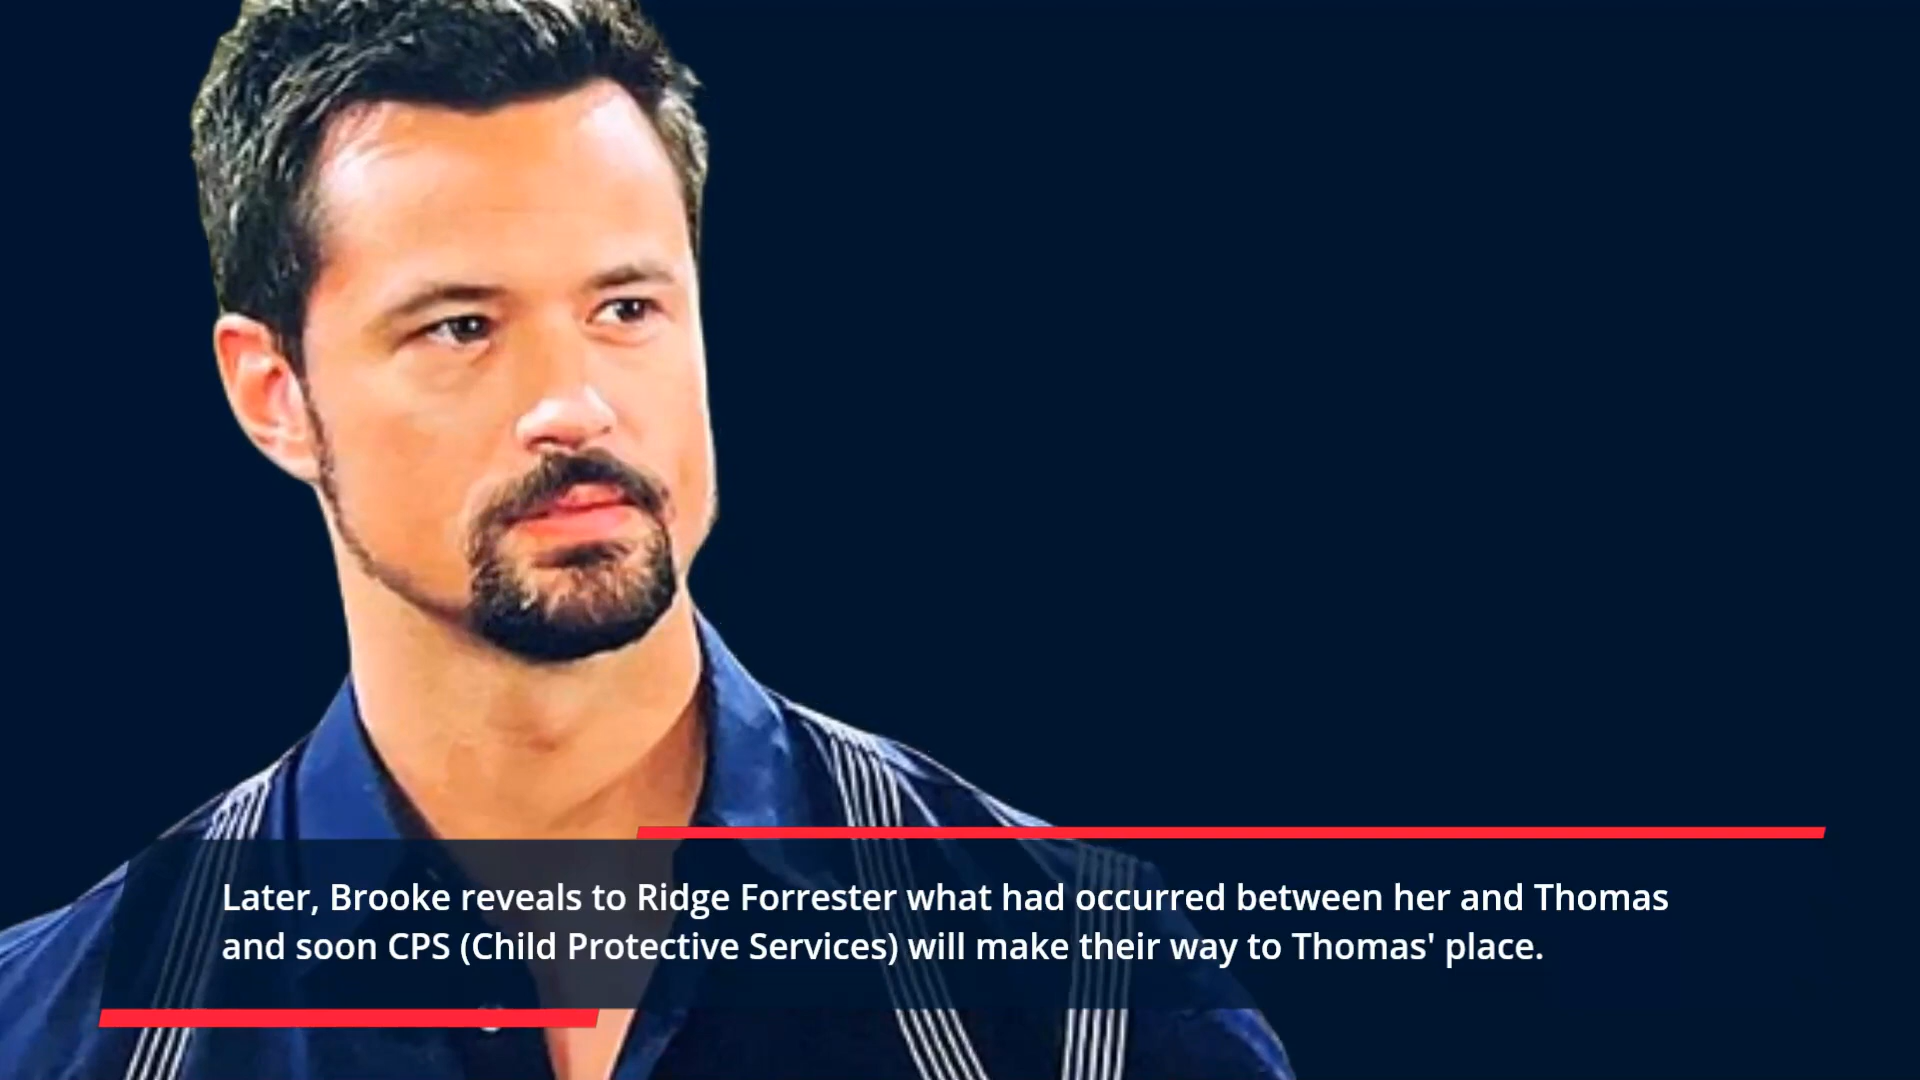 Later, Brooke reveals to Ridge Forrester what had occurred between her and Thomas
and soon CPS (Child Protective Services) will make their way to Thomas' place.